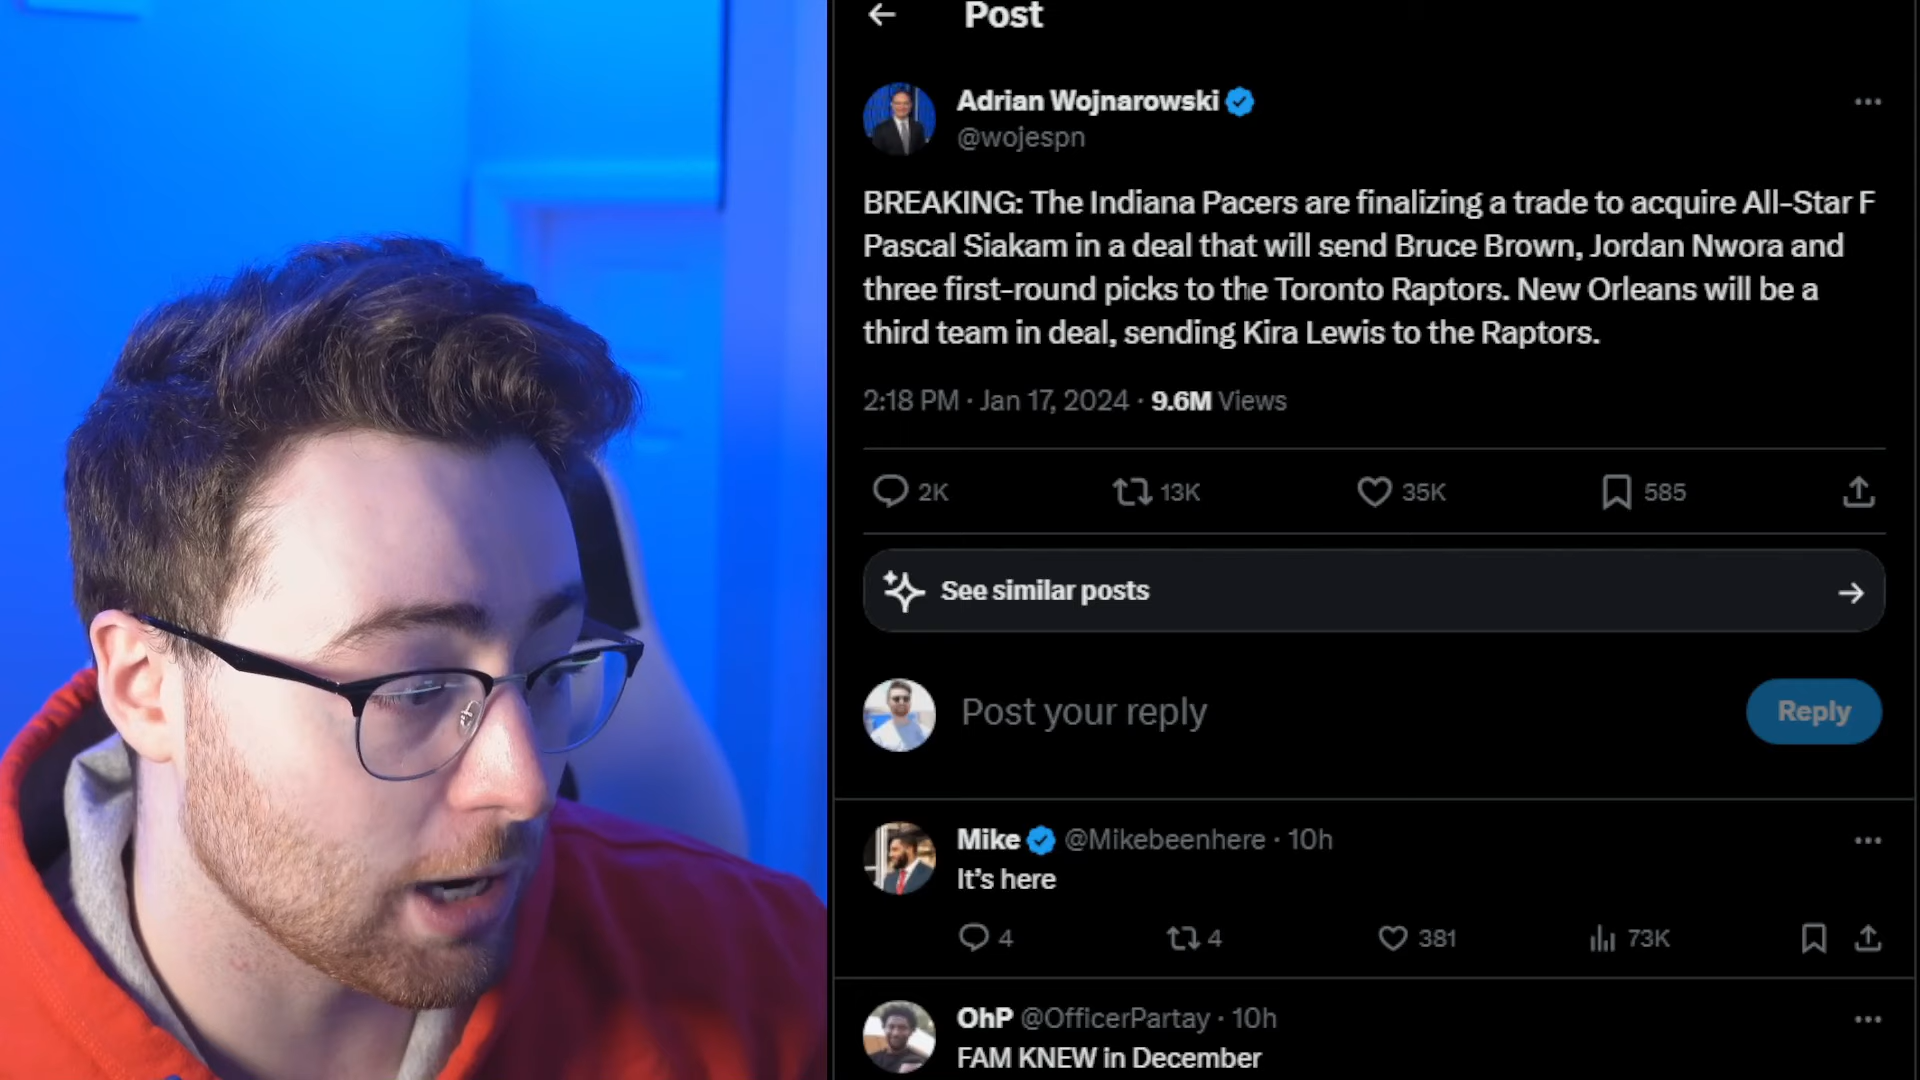 Post
Adrian Wojnarowski
@wojespn
BREAKING: The Indiana Pacers are finalizing a trade to acquire All-Star F
Pascal Siakam in a deal that will send Bruce Brown, Jordan Nwora and
three first-round picks to the Toronto Raptors. New Orleans will be a
third team in deal, sending Kira Lewis to the Raptors.
2:18 PM · Jan 17, 2024 · 9.6M Views
2K 13K 35K 585
See similar posts
Post your reply Reply
Mike @Mikebeenhere · 10h
It's here
4 4 381 73K
OhP @OfficerPartay · 10h
FAM KNEW in December